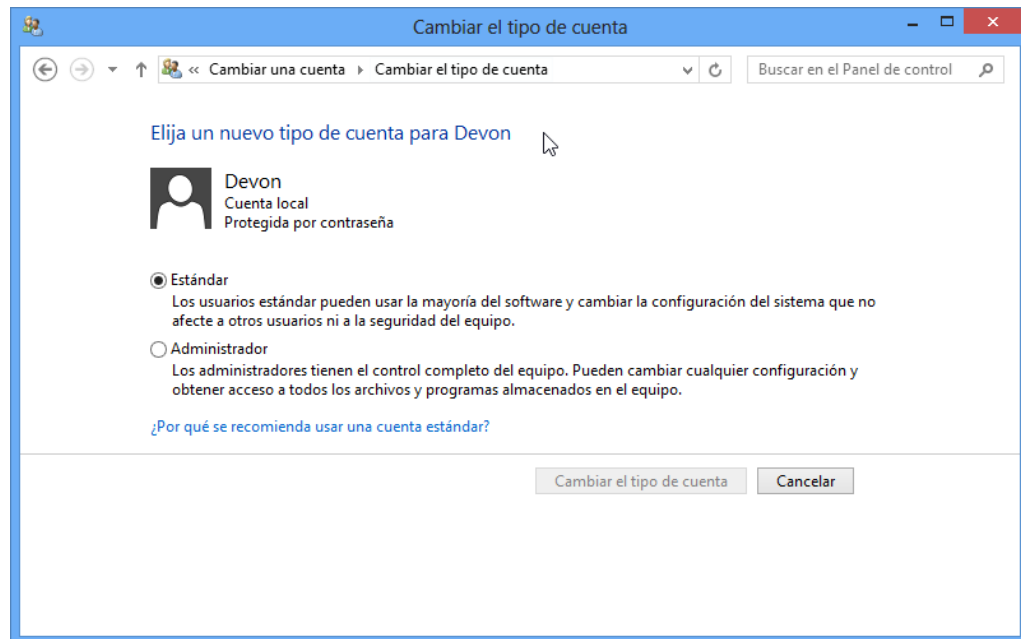 Cambiar el tipo de cuenta
« Cambiar una cuenta Cambiar el tipo de cuenta Buscar en el Panel de control
Elija un nuevo tipo de cuenta para Devon
Devon
Cuenta local
Protegida por contraseña
Estándar
Los usuarios estándar pueden usar la mayoría del software y cambiar la configuración del sistema que no
afecte a otros usuarios ni a la seguridad del equipo.
Administrador
Los administradores tienen el control completo del equipo. Pueden cambiar cualquier configuración y
obtener acceso a todos los archivos y programas almacenados en el equipo.
¿Por qué se recomienda usar una cuenta estándar?
Cambiar el tipo de cuenta Cancelar